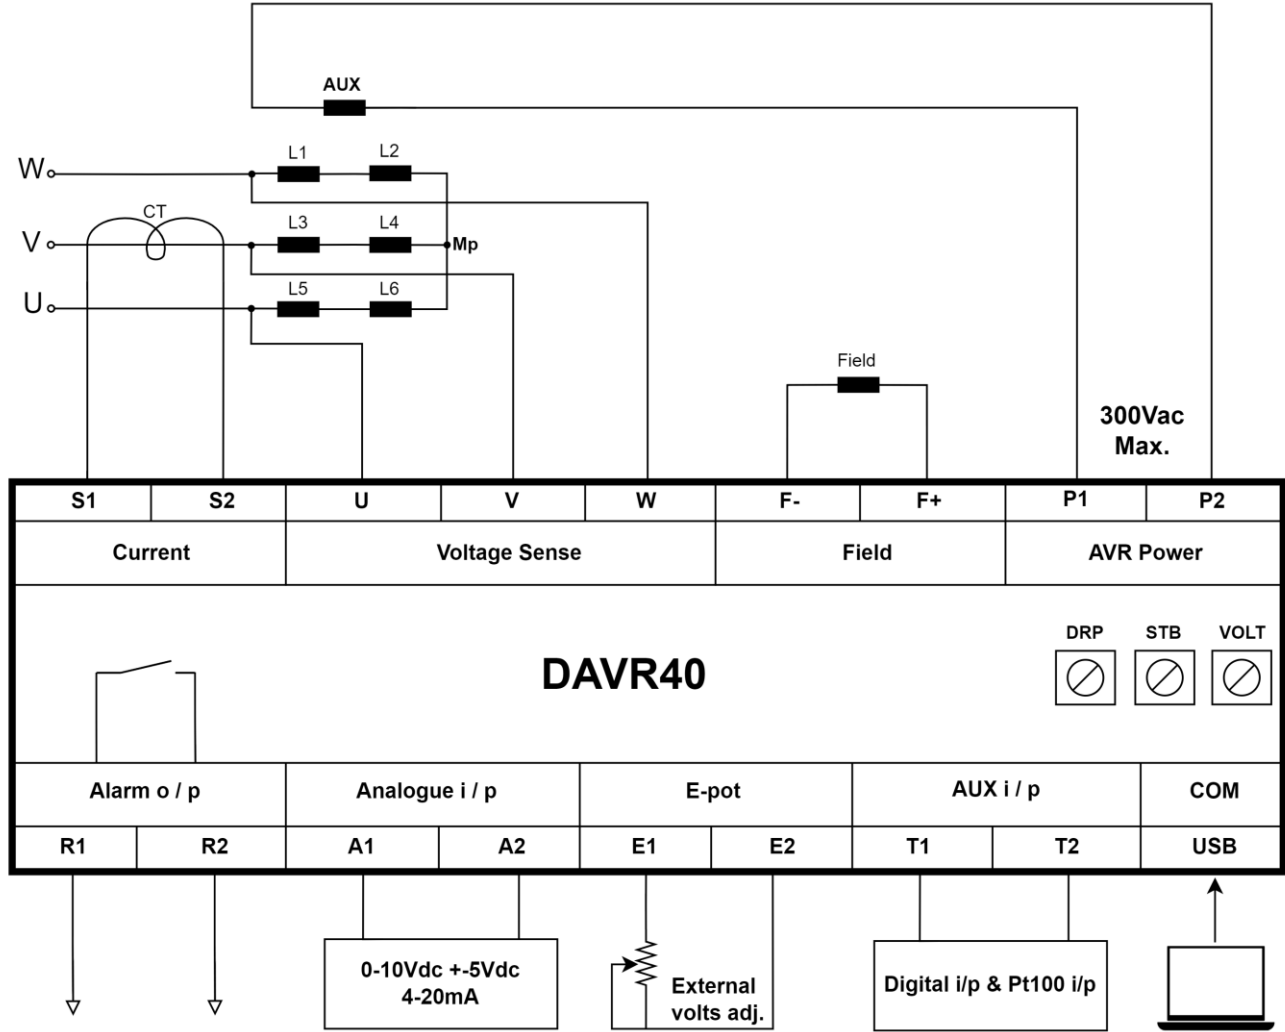 AUX
L1 L2
W
CT
L3 L4
V
Mp
L5 L6
U
Field
300Vac
Max.
S1 S2 U V W F- F+ P1 P2
Current Voltage Sense Field AVR Power
DRP STB VOLT
DAVR40
Alarm o / p Analogue i / p E-pot AUX i / p COM
R1 R2 A1 A2 E1 E2 T1 T2 USB
0-10Vdc +-5Vdc
4-20mA
External
volts adj.
Digital i/p & Pt100 i/p